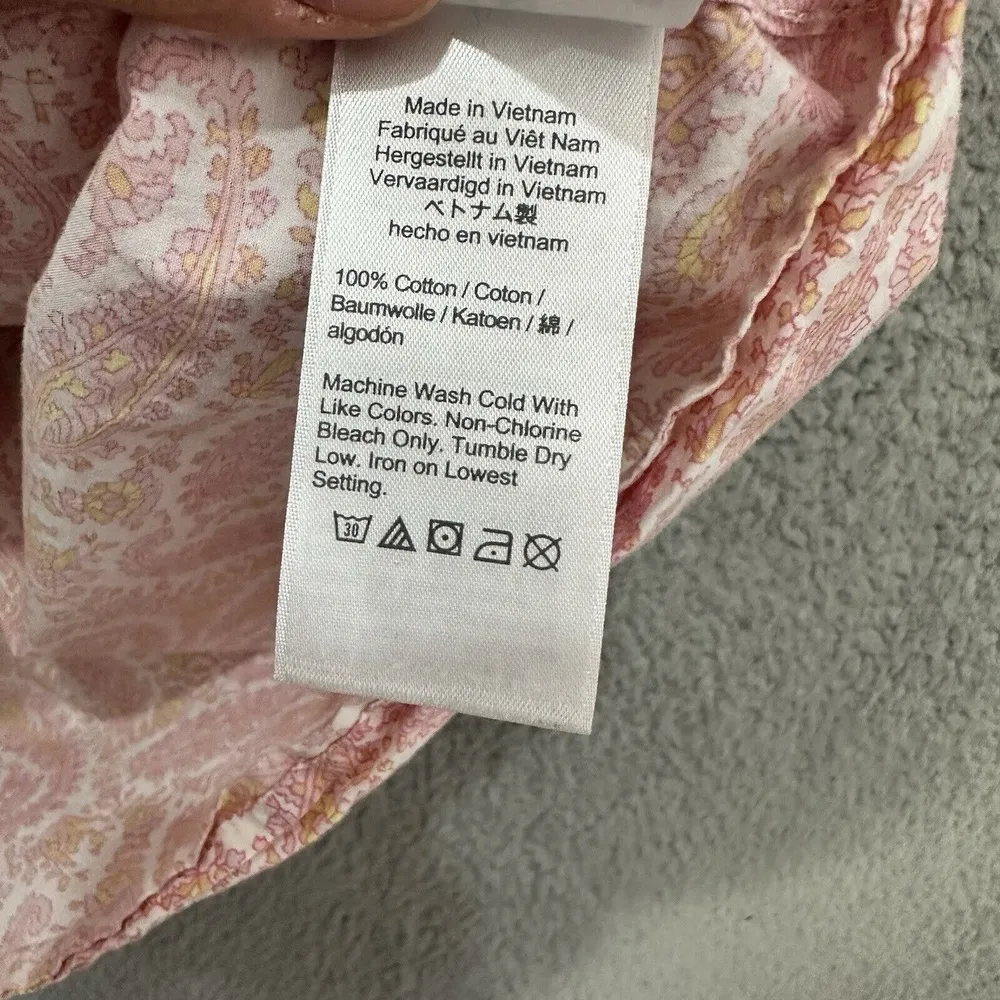 Made in Vietnam
Fabriqué au Viêt Nam
Hergestellt in Vietnam
Vervaardigd in Vietnam
ベトナム製
hecho en vietnam
100% Cotton / Coton /
Baumwolle / Katoen / 綿 /
algodón
Machine Wash Cold With
Like Colors. Non-Chlorine
Bleach Only. Tumble Dry
Low. Iron on Lowest
Setting.
30